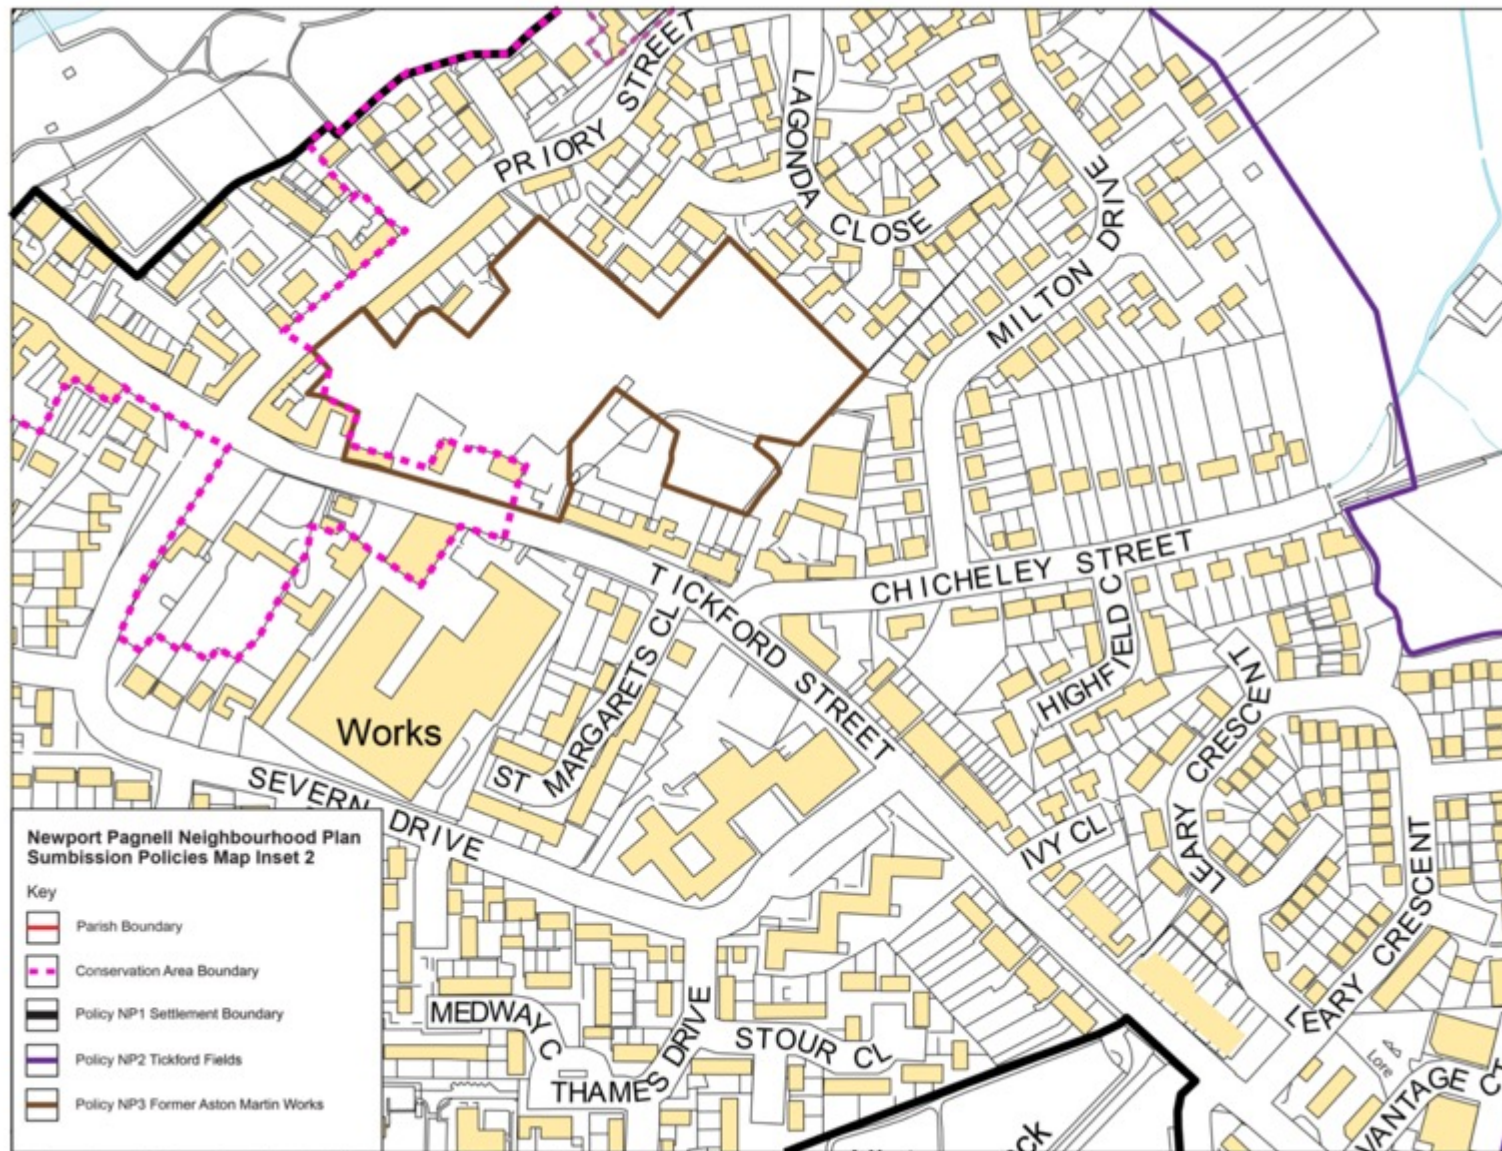 PRIORY STREET
LAGONDA CLOSE
MILTON DRIVE
CHICHELEY STREET
TICKFORD STREET
HIGHFIELD C
ST MARGARETS CL
LEARY CRESCENT
Works
SEVERN DRIVE
IVY CL
LEARY CRESCENT
MEDWAY C
THAMES DRIVE
STOUR CL
Lore
VANTAGE CT
ck
Newport Pagnell Neighbourhood Plan
Sumbission Policies Map Inset 2
Key
Parish Boundary
Conservation Area Boundary
Policy NP1 Settlement Boundary
Policy NP2 Tickford Fields
Policy NP3 Former Aston Martin Works